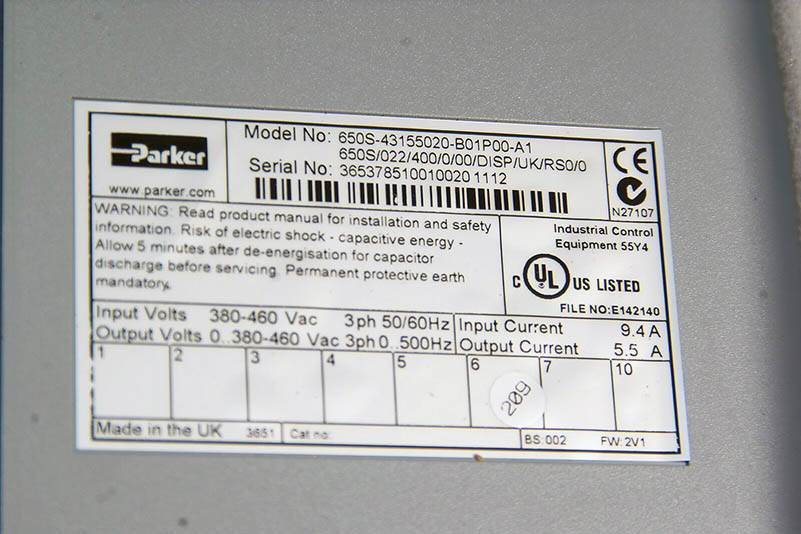 Parker
www.parker.com
Model No: 650S-43155020-B01P00-A1
650S/022/400/0/00/DISP/UK/RS0/0
Serial No: 36537851001002​0 1112
CE
N27107
WARNING: Read product manual for installation and safety
information. Risk of electric shock - capacitive energy -
Allow 5 minutes after de-energisation for capacitor
discharge before servicing. Permanent protective earth
mandatory.
Industrial Control
Equipment 55Y4
C UL US LISTED
FILE NO:E142140
Input Volts 380-460 Vac 3ph 50/60Hz
Output Volts 0..380-460 Vac 3ph 0..500Hz
Input Current 9.4 A
Output Current 5.5 A
1 2 3 4 5 6 7 10
209
Made in the UK 3651 Cat no: BS:002 FW: 2V1